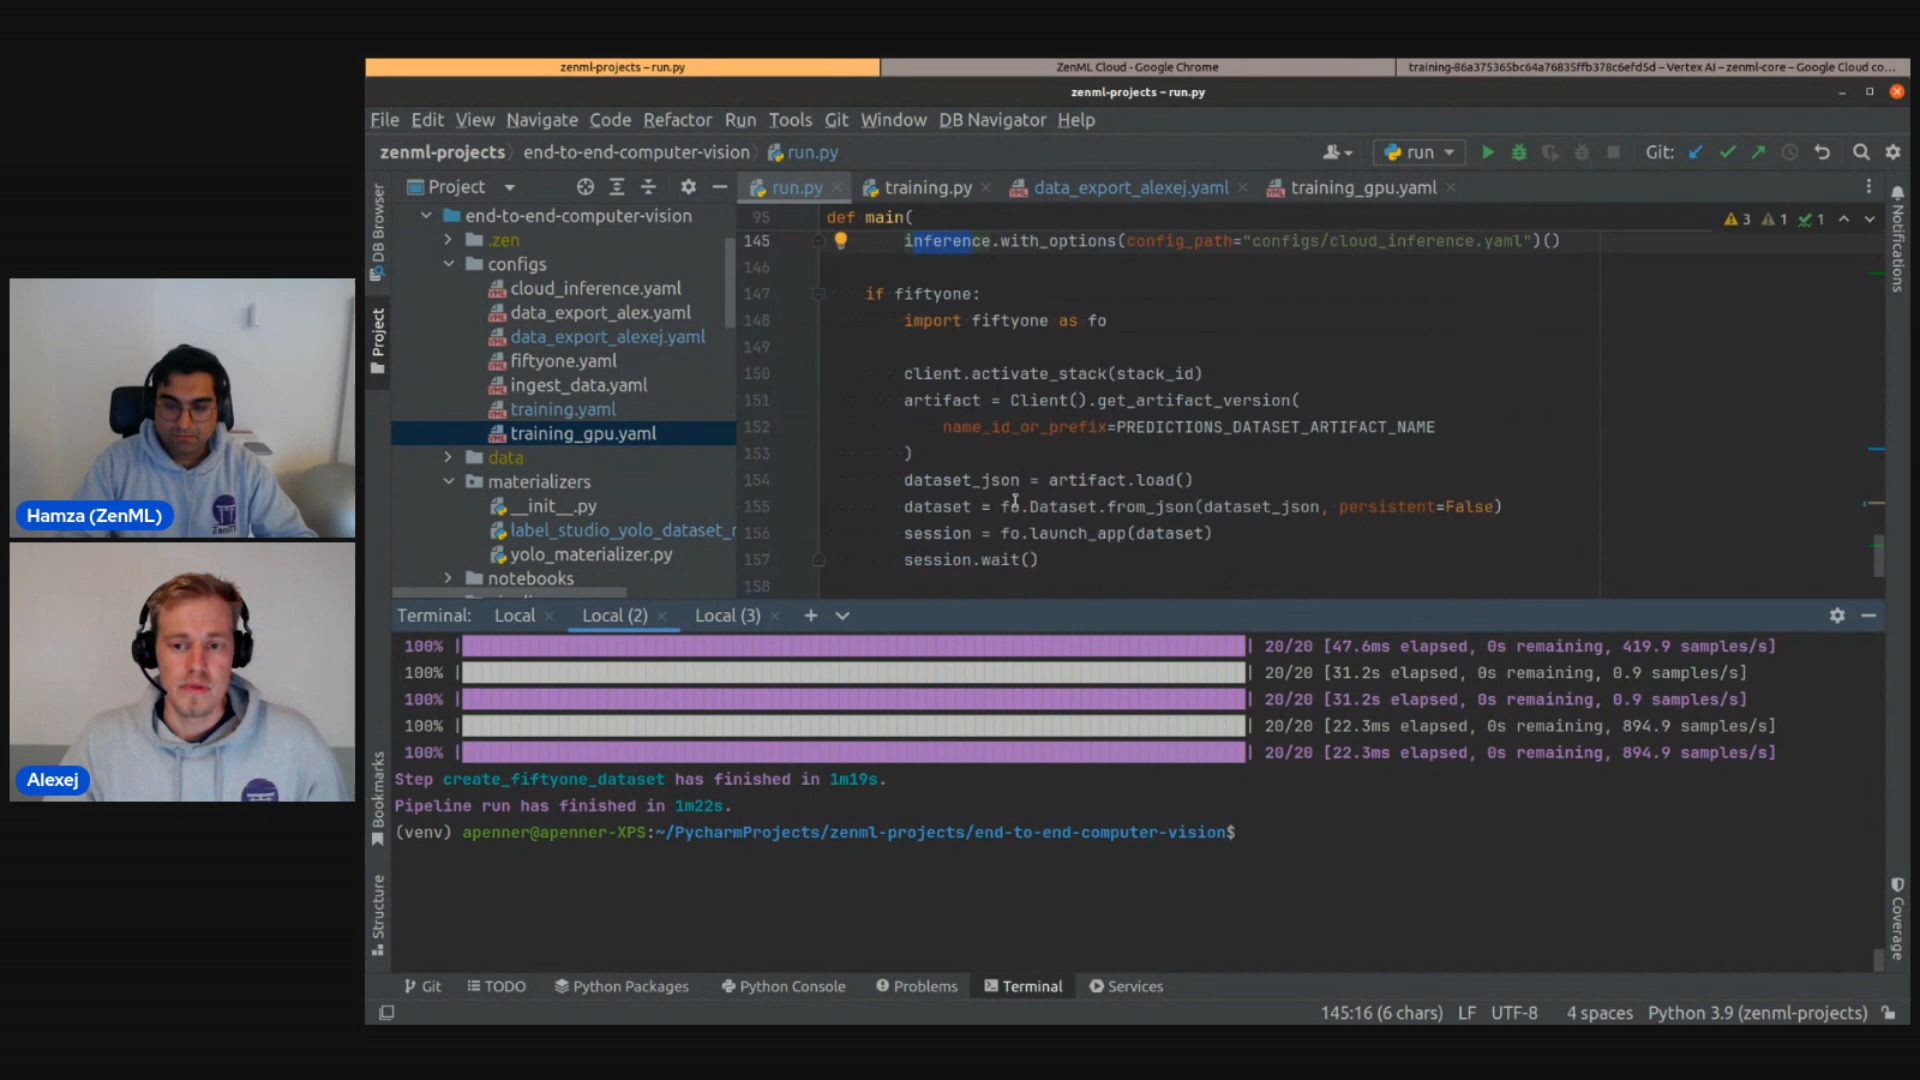 zenml-projects – run.py
ZenML Cloud - Google Chrome
training-86a375365bc64a76835ffb378c6efd5d – Vertex AI – zenml-core – Google Cloud co...
zenml-projects – run.py
File Edit View Navigate Code Refactor Run Tools Git Window DB Navigator Help
zenml-projects end-to-end-computer-vision run.py
run
Git:
Project
run.py
training.py
data_export_alexej.yaml
training_gpu.yaml
DB Browser
Project
Bookmarks
Structure
Notifications
Coverage
end-to-end-computer-vision
.zen
configs
cloud_inference.yaml
data_export_alex.yaml
data_export_alexej.yaml
fiftyone.yaml
ingest_data.yaml
training.yaml
training_gpu.yaml
data
materializers
__init__.py
label_studio_yolo_dataset_
yolo_materializer.py
notebooks
3 1 1
95 def main(
145 inference.with_options(config_path="configs/cloud_inference.yaml")()
146
147 if fiftyone:
148 import fiftyone as fo
149
150 client.activate_stack(stack_id)
151 artifact = Client().get_artifact_version(
152 name_id_or_prefix=PREDICTIONS_DATASET_ARTIFACT_NAME
153 )
154 dataset_json = artifact.load()
155 dataset = fo.Dataset.from_json(dataset_json, persistent=False)
156 session = fo.launch_app(dataset)
157 session.wait()
158
Terminal: Local Local (2) Local (3)
100% | | 20/20 [47.6ms elapsed, 0s remaining, 419.9 samples/s]
100% | | 20/20 [31.2s elapsed, 0s remaining, 0.9 samples/s]
100% | | 20/20 [31.2s elapsed, 0s remaining, 0.9 samples/s]
100% | | 20/20 [22.3ms elapsed, 0s remaining, 894.9 samples/s]
100% | | 20/20 [22.3ms elapsed, 0s remaining, 894.9 samples/s]
Step create_fiftyone_dataset has finished in 1m19s.
Pipeline run has finished in 1m22s.
(venv) apenner@apenner-XPS:~/PycharmProjects/zenml-projects/end-to-end-computer-vision$
Git TODO Python Packages Python Console Problems Terminal Services
145:16 (6 chars) LF UTF-8 4 spaces Python 3.9 (zenml-projects)
Hamza (ZenML)
Alexej